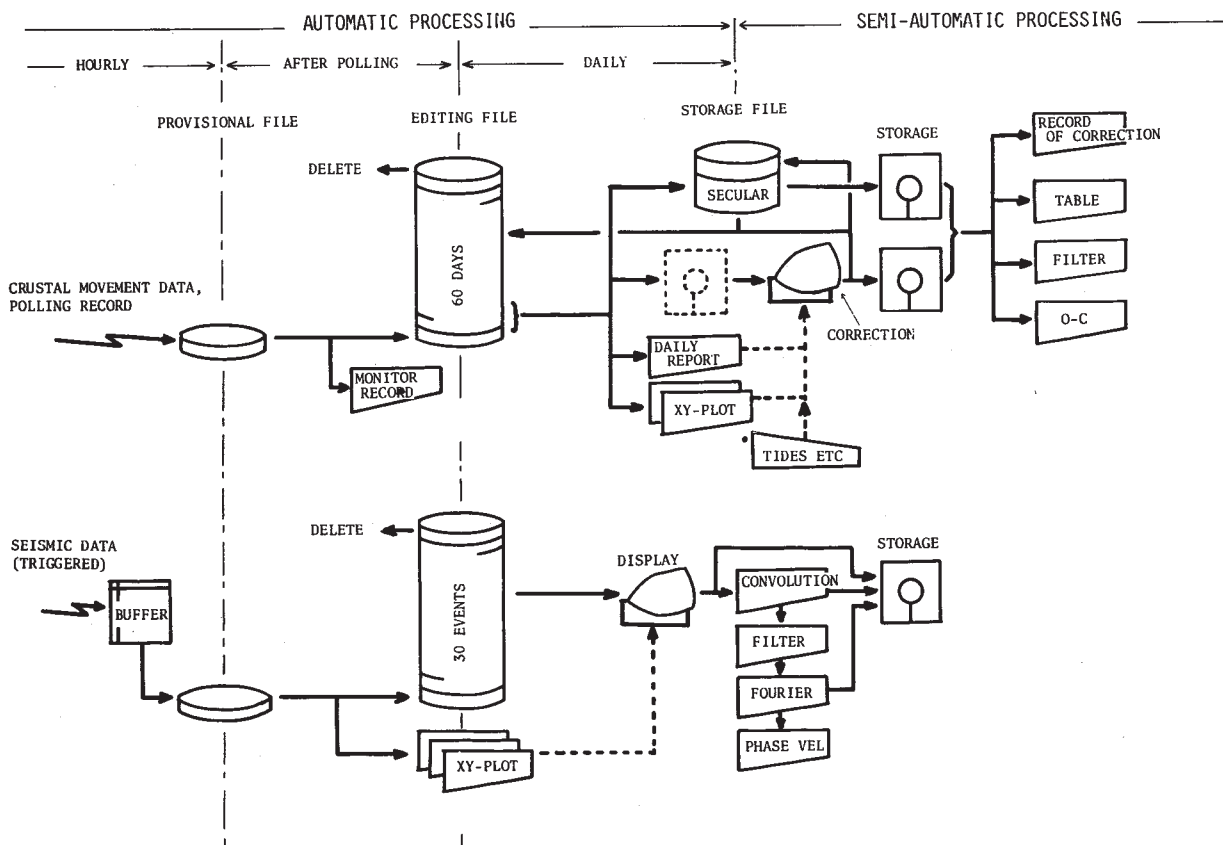 AUTOMATIC PROCESSING
SEMI-AUTOMATIC PROCESSING
HOURLY
AFTER POLLING
DAILY
PROVISIONAL FILE
EDITING FILE
STORAGE FILE
STORAGE
RECORD
OF CORRECTION
DELETE
SECULAR
TABLE
60 DAYS
FILTER
CRUSTAL MOVEMENT DATA,
POLLING RECORD
CORRECTION
O-C
DAILY
REPORT
MONITOR
RECORD
XY-PLOT
TIDES ETC
DELETE
SEISMIC DATA
(TRIGGERED)
DISPLAY
STORAGE
CONVOLUTION
BUFFER
30 EVENTS
FILTER
FOURIER
XY-PLOT
PHASE VEL